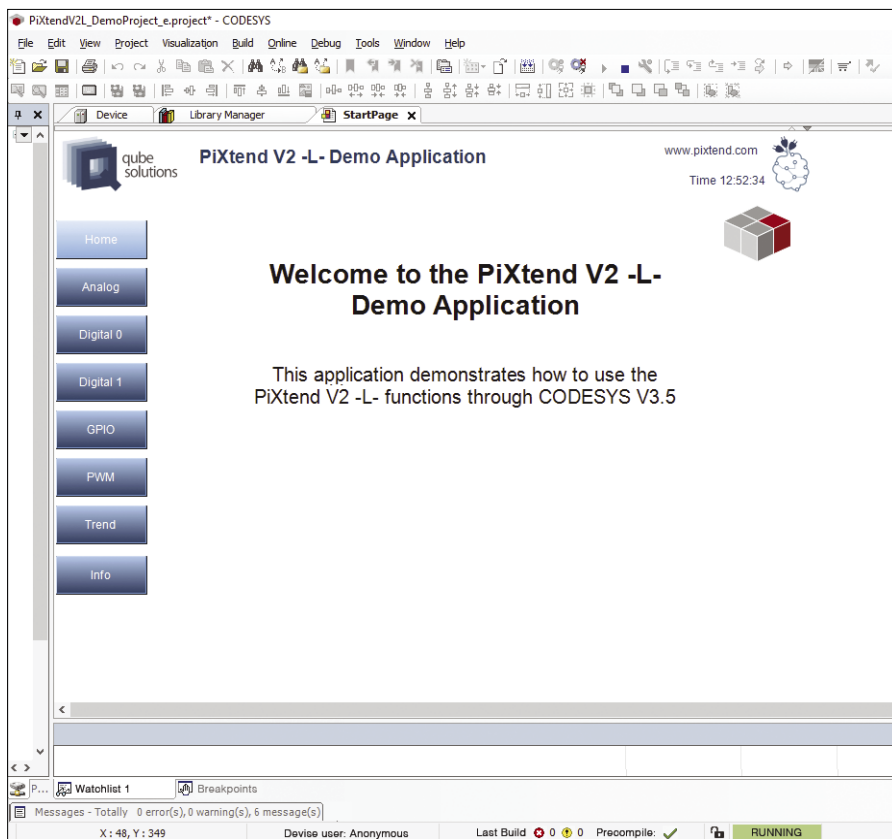 PiXtendV2L_DemoProject_e.project* - CODESYS
File Edit View Project Visualization Build Online Debug Tools Window Help
Device Library Manager StartPage
qube solutions
PiXtend V2 -L- Demo Application
www.pixtend.com
Time 12:52:34
Home
Analog
Digital 0
Digital 1
GPIO
PWM
Trend
Info
Welcome to the PiXtend V2 -L-
Demo Application
This application demonstrates how to use the
PiXtend V2 -L- functions through CODESYS V3.5
P... Watchlist 1 Breakpoints
Messages - Totally 0 error(s), 0 warning(s), 6 message(s)
X: 48, Y: 349 Devise user: Anonymous Last Build 0 0 Precompile: RUNNING